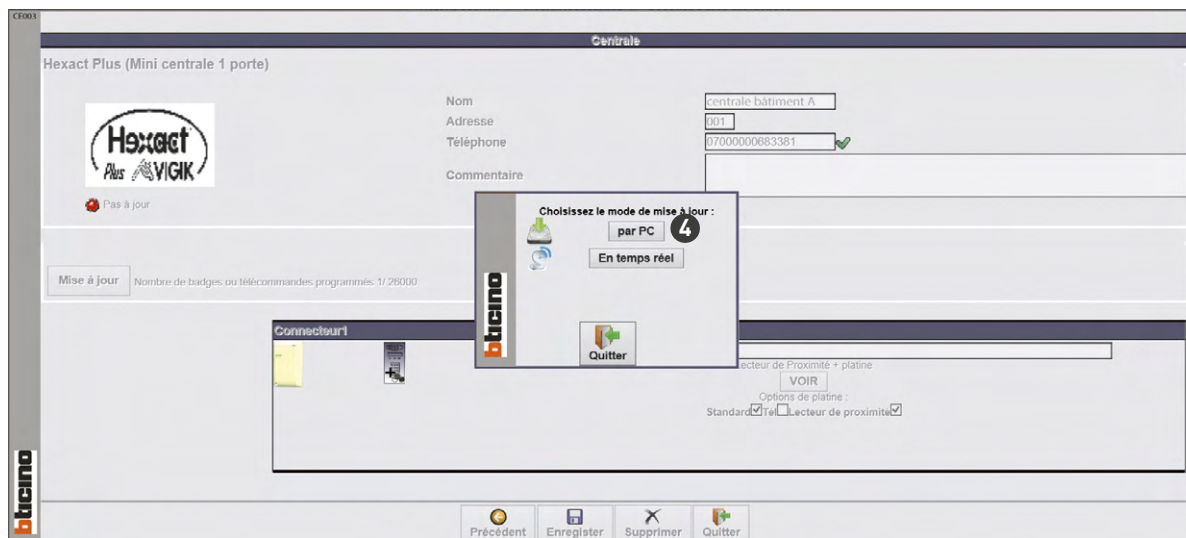 CE003
Centrale
Hexact Plus (Mini centrale 1 porte)
Hexact
Plus VIGIK
Pas à jour
Nom
centrale bâtiment A
Adresse
001
Téléphone
07000000683381
Commentaire
Choisissez le mode de mise à jour :
par PC
4
En temps réel
bticino
Quitter
Mise à jour
Nombre de badges ou télécommandes programmés 1/ 26000
Connecteur1
ecteur de Proximité + platine
VOIR
Options de platine :
Standard Tel Lecteur de proximité
bticino
Précédent Enregister Supprimer Quitter